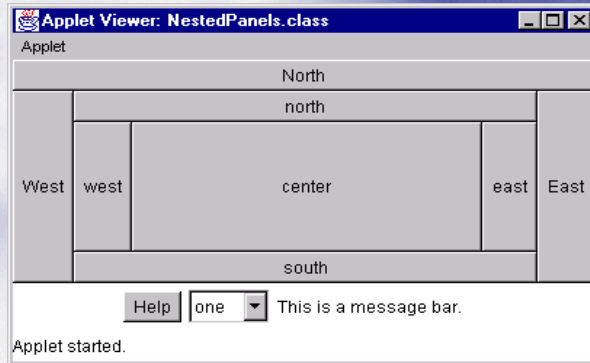 Applet Viewer: NestedPanels.class
Applet
North
north
West west center east East
south
Help one This is a message bar.
Applet started.